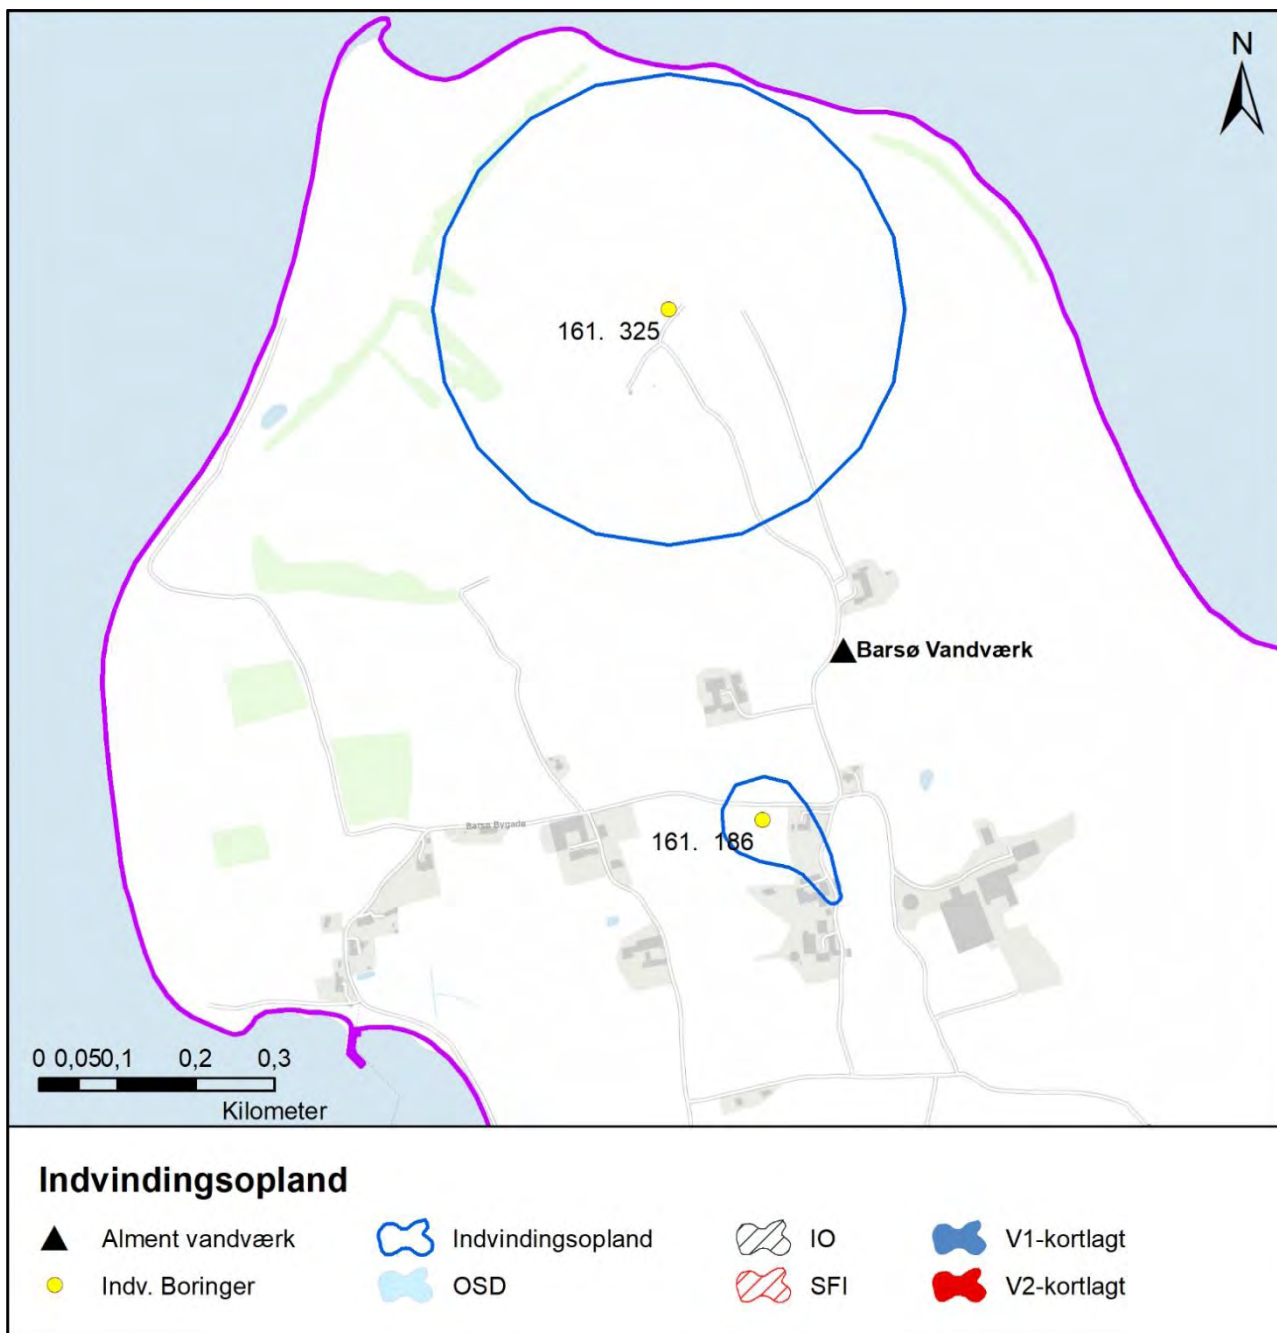 N
161. 325
Barsø Vandværk
Barsø Bygade
161. 186
0 0,050,1 0,2 0,3
Kilometer
Indvindingsopland
Alment vandværk
Indvindingsopland
IO
V1-kortlagt
Indv. Boringer
OSD
SFI
V2-kortlagt